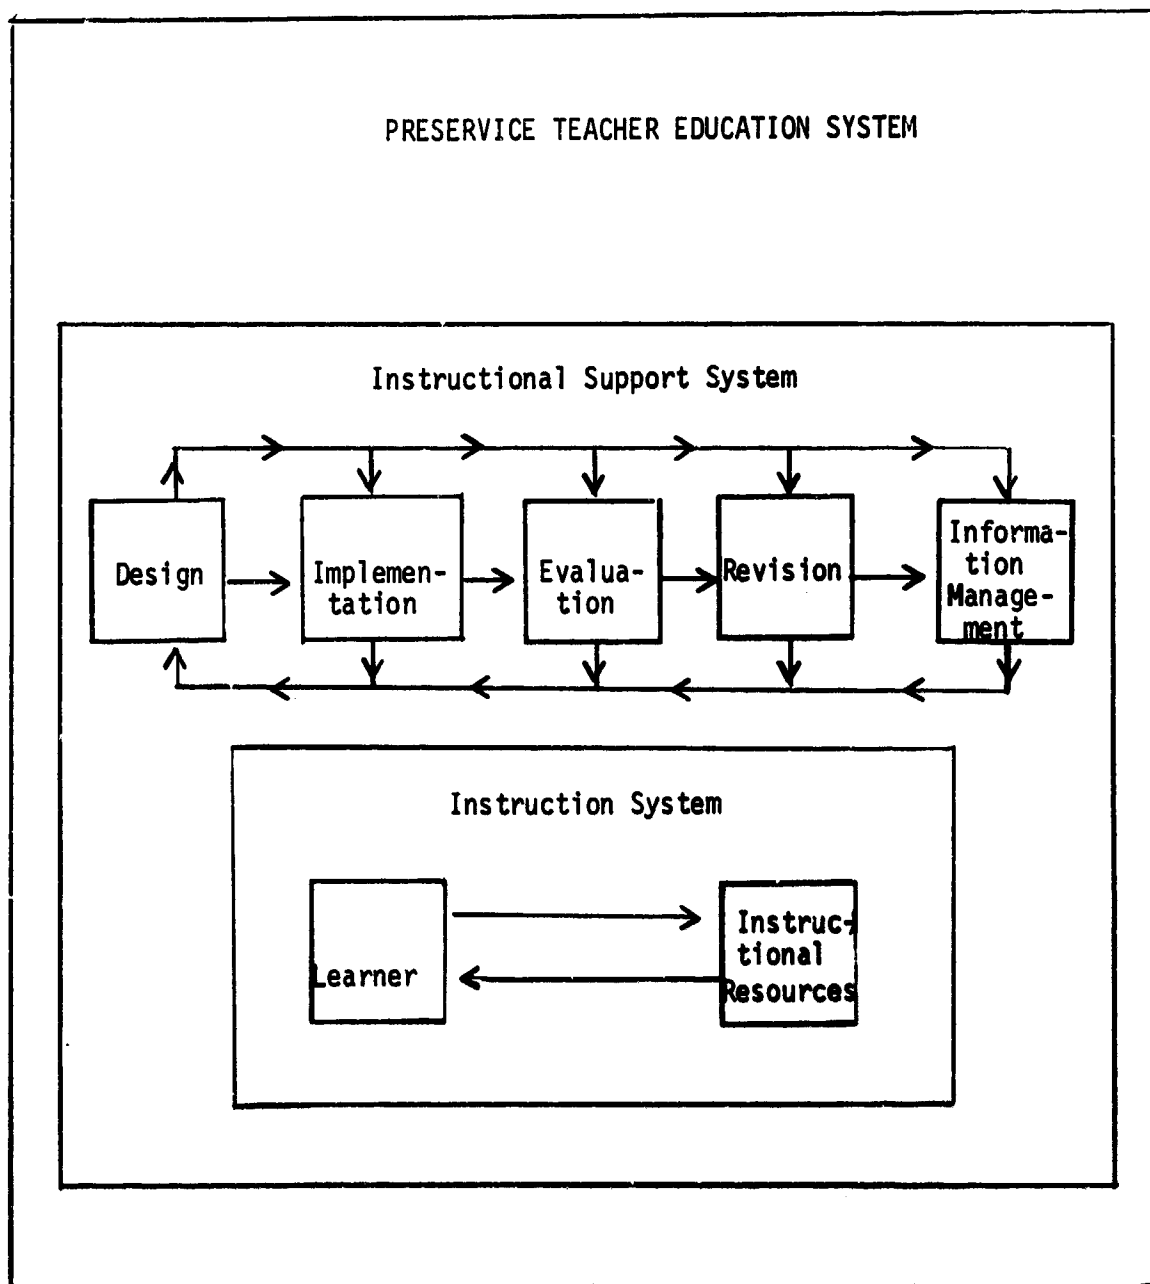 PRESERVICE TEACHER EDUCATION SYSTEM
Instructional Support System
Design
Implemen-
tation
Evalua-
tion
Revision
Informa-
tion
Manage-
ment
Instruction System
Learner
Instruc-
tional
Resources